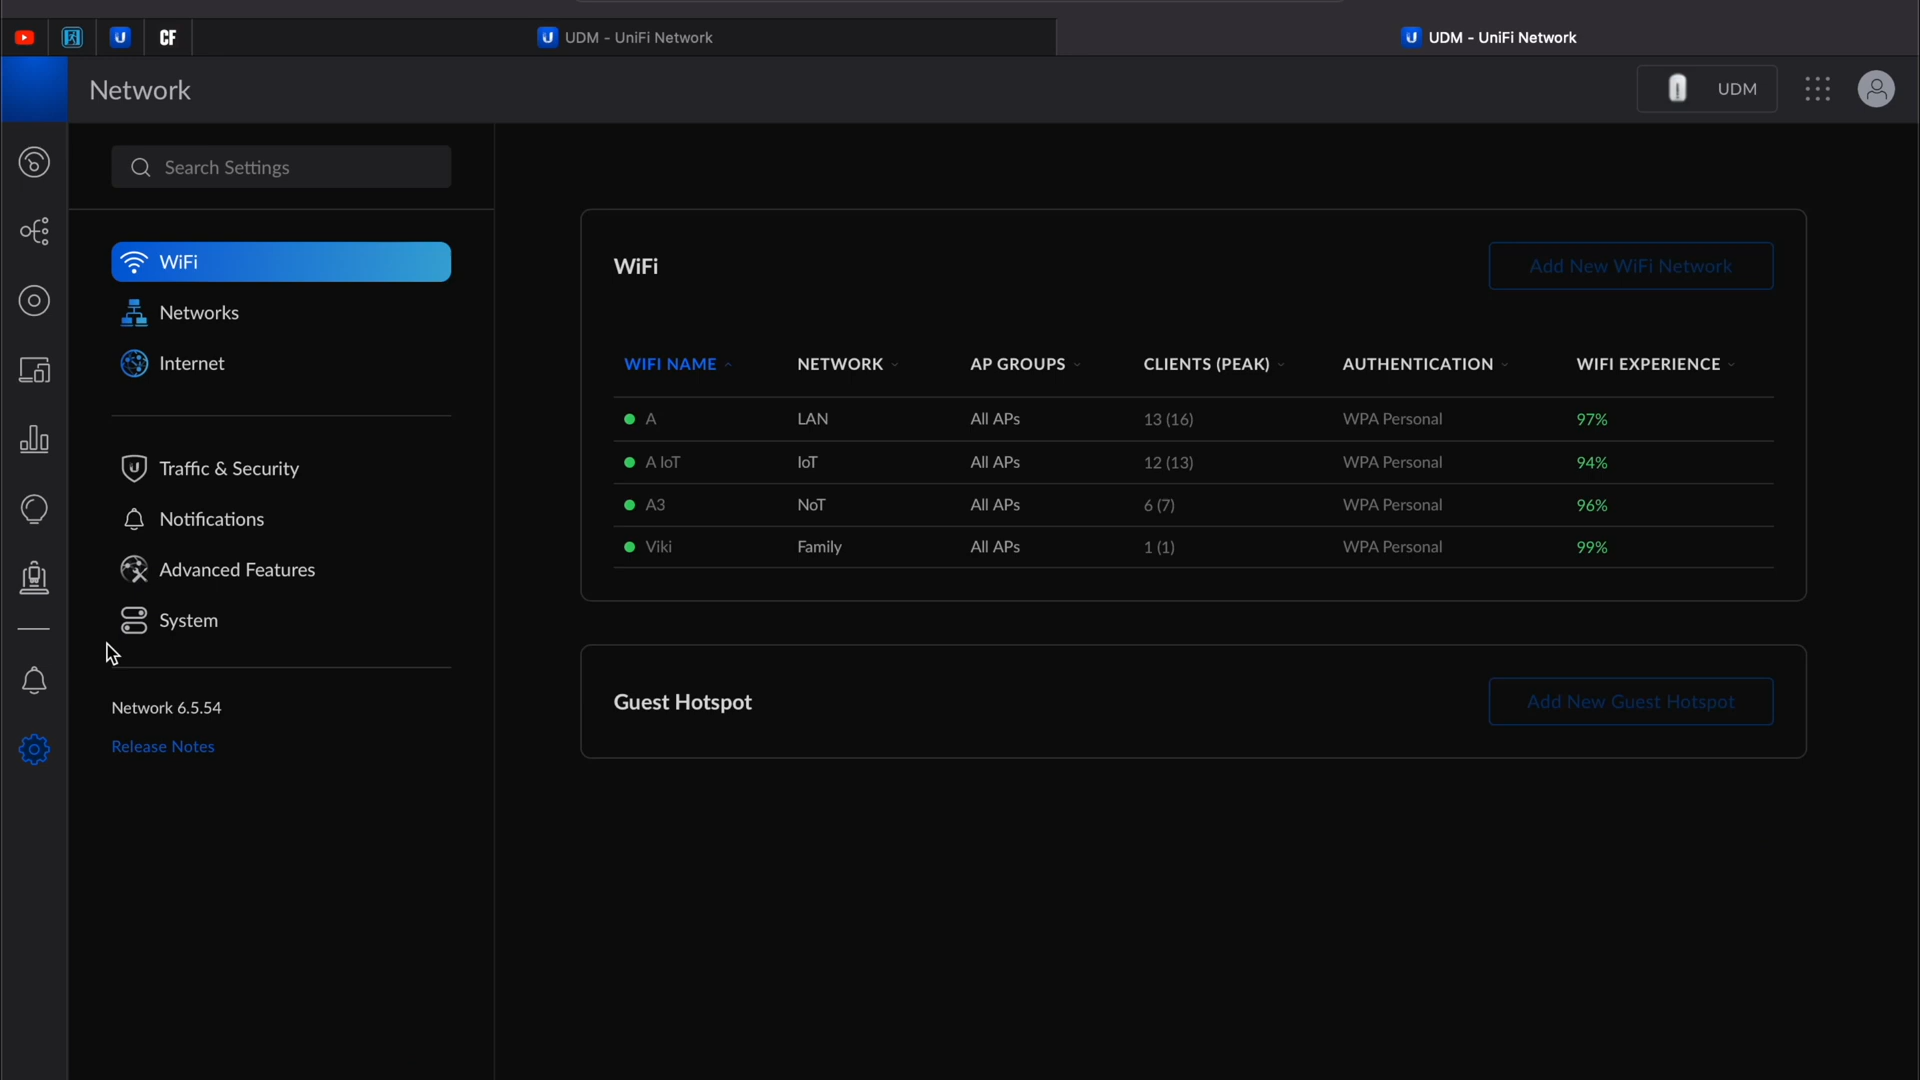 CF
UDM - UniFi Network
UDM - UniFi Network
Network
UDM
Search Settings
WiFi
Networks
Internet
Traffic & Security
Notifications
Advanced Features
System
Network 6.5.54
Release Notes
WiFi
Add New WiFi Network
WIFI NAME NETWORK AP GROUPS CLIENTS (PEAK) AUTHENTICATION WIFI EXPERIENCE
A LAN All APs 13 (16) WPA Personal 97%
A IoT IoT All APs 12 (13) WPA Personal 94%
A3 NoT All APs 6 (7) WPA Personal 96%
Viki Family All APs 1 (1) WPA Personal 99%
Guest Hotspot
Add New Guest Hotspot